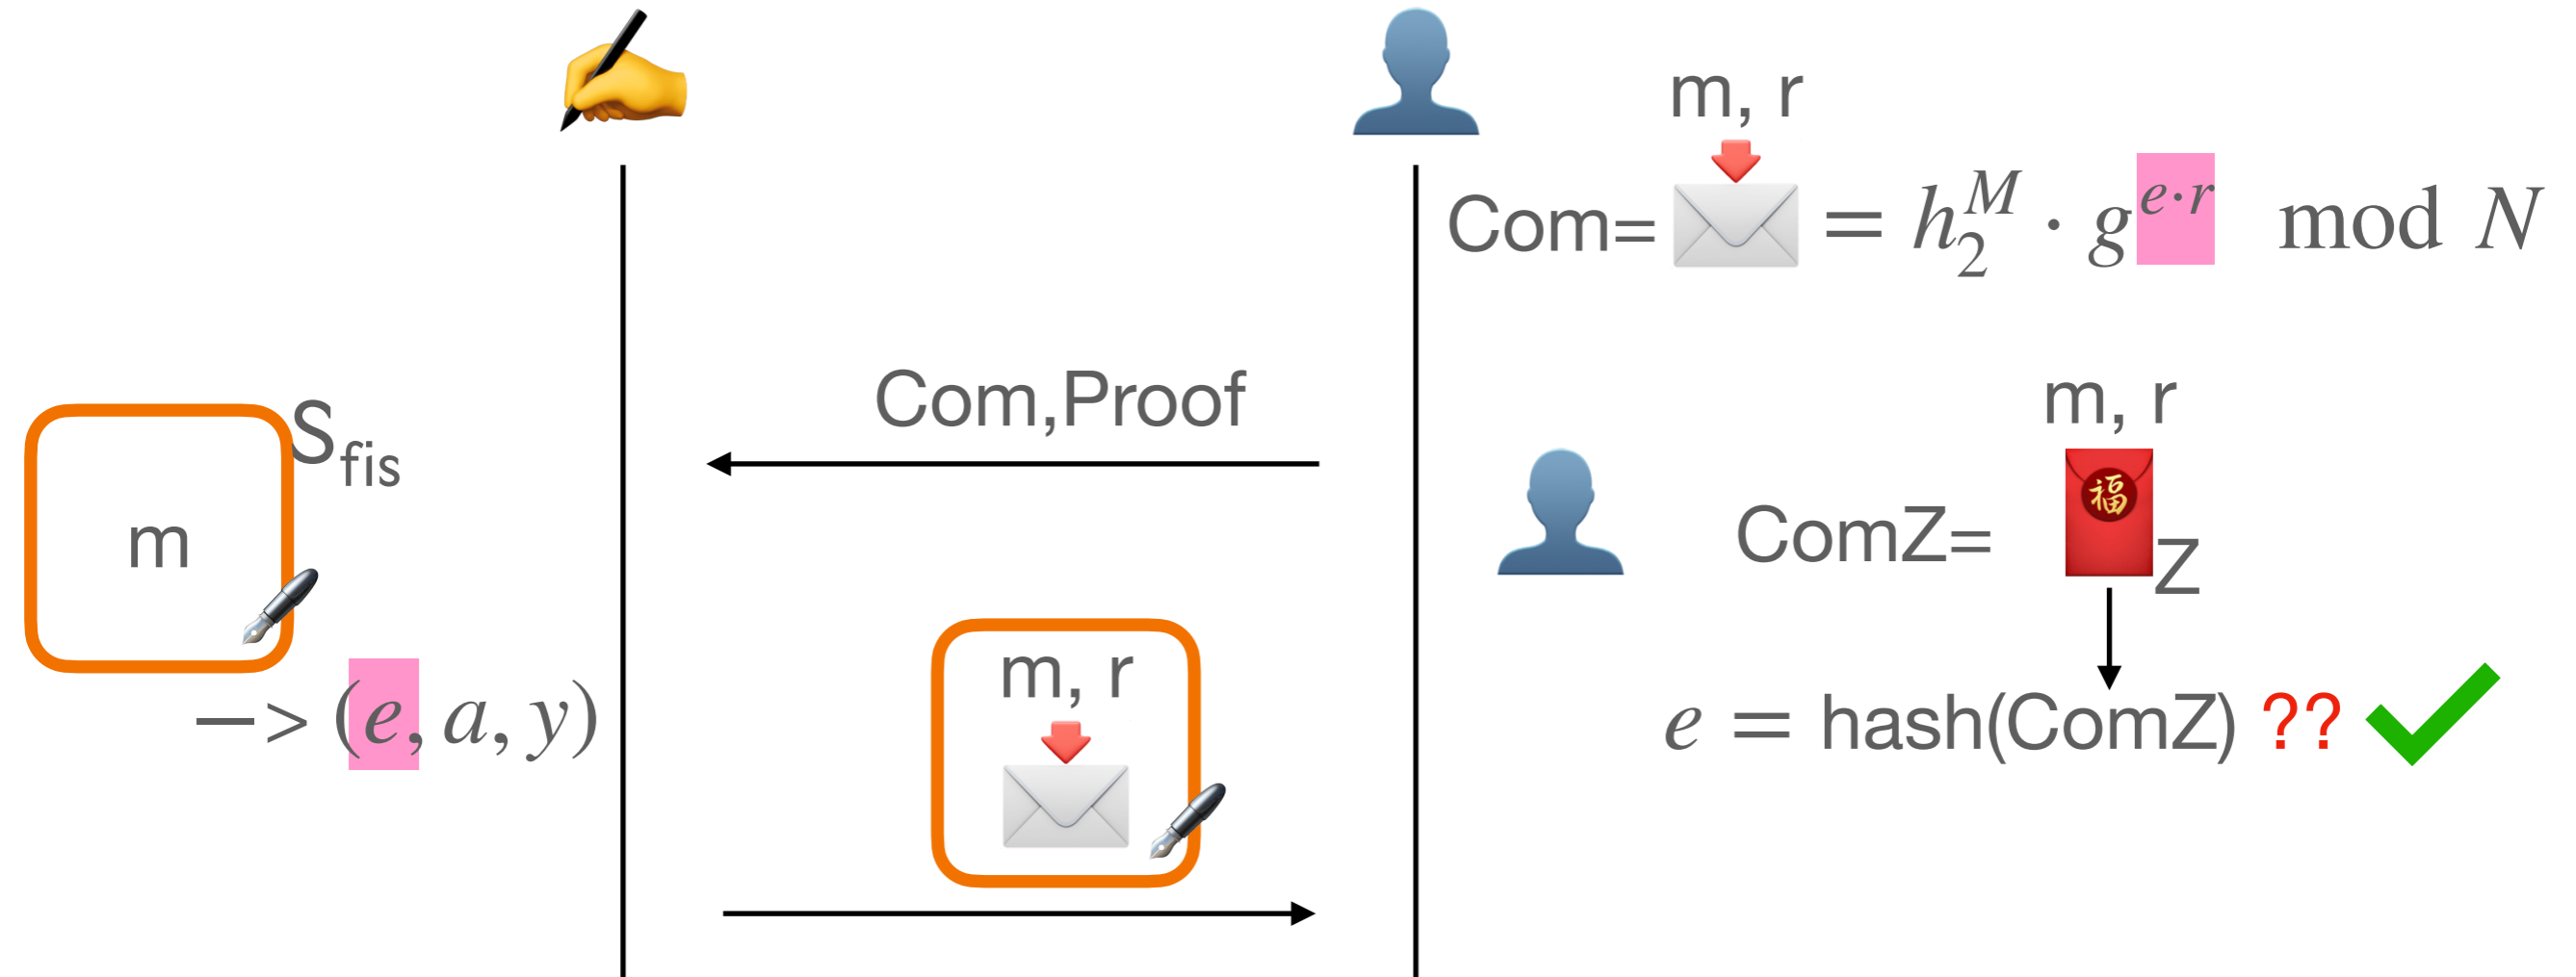 m, r
Com= = h_2^M · g^{e·r} mod N
Com,Proof
S_fis
m
m, r
福
ComZ= Z
m, r
–> (e, a, y)
e = hash(ComZ) ??